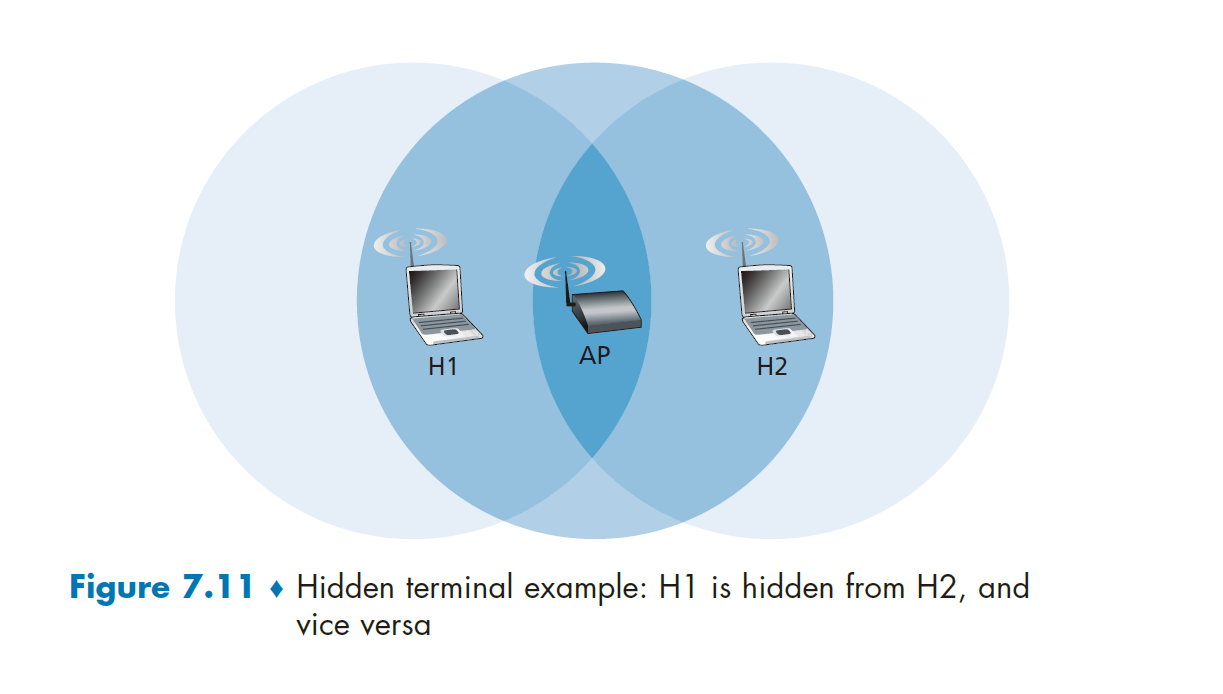 H1
AP
H2
Figure 7.11 ♦ Hidden terminal example: H1 is hidden from H2, and
vice versa